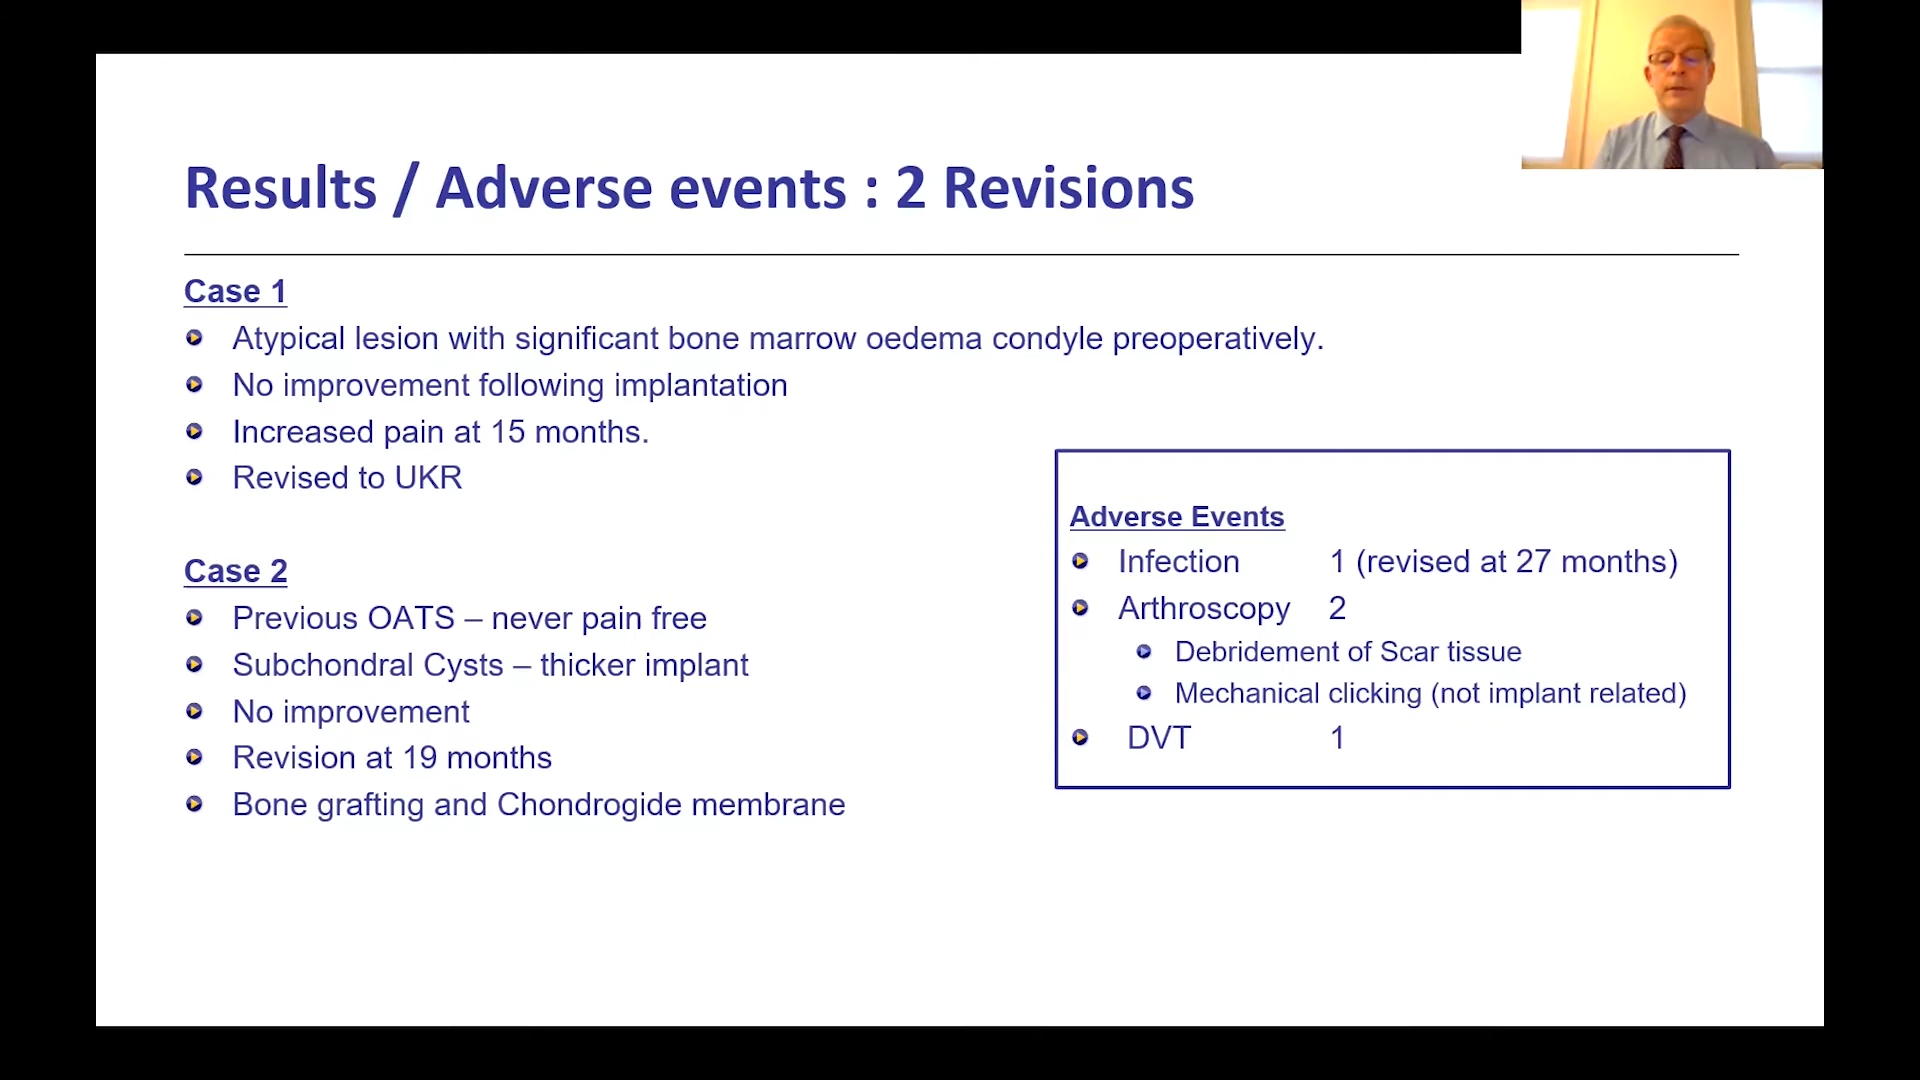 Results / Adverse events : 2 Revisions
Case 1
Atypical lesion with significant bone marrow oedema condyle preoperatively.
No improvement following implantation
Increased pain at 15 months.
Revised to UKR
Case 2
Previous OATS – never pain free
Subchondral Cysts – thicker implant
No improvement
Revision at 19 months
Bone grafting and Chondrogide membrane
Adverse Events
Infection 1 (revised at 27 months)
Arthroscopy 2
Debridement of Scar tissue
Mechanical clicking (not implant related)
DVT 1